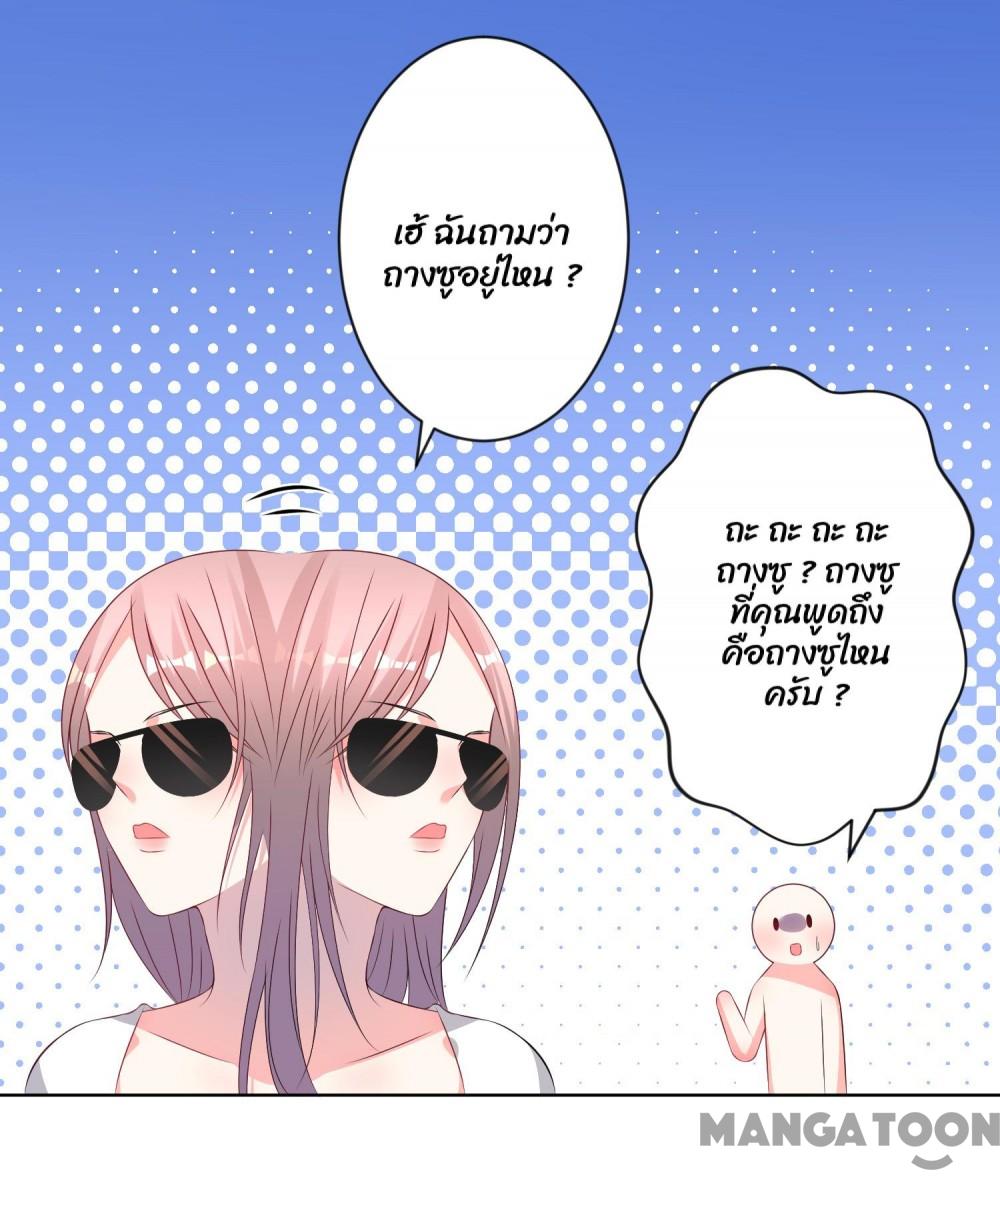 เฮ้ ฉันถามว่า
ถางซูอยู่ไหน ?
ถะ ถะ ถะ ถะ
ถางซู ? ถางซู
ที่คุณพูดถึง
คือถางซูไหน
ครับ ?
MANGATOON